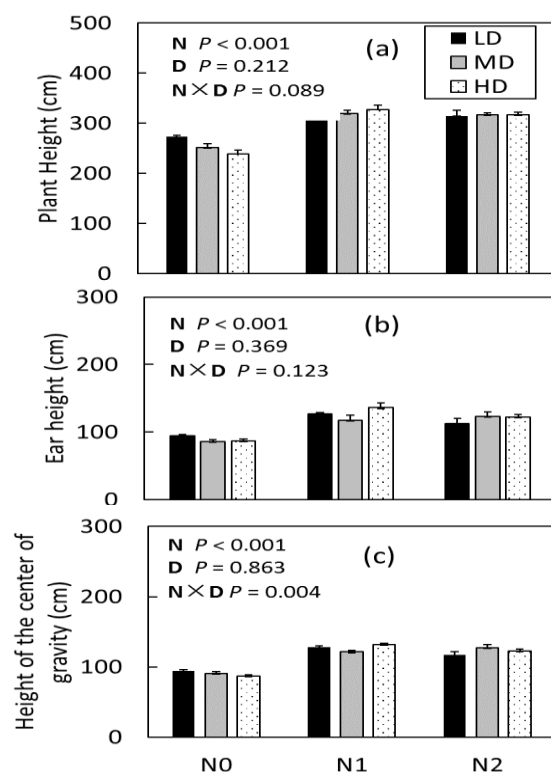 500
400
300
200
100
0
Plant Height (cm)
N P < 0.001
D P = 0.212
N × D P = 0.089
(a)
LD
MD
HD
300
200
100
0
Ear height (cm)
N P < 0.001
D P = 0.369
N × D P = 0.123
(b)
300
200
100
0
Height of the center of
gravity (cm)
N P < 0.001
D P = 0.863
N × D P = 0.004
(c)
N0 N1 N2